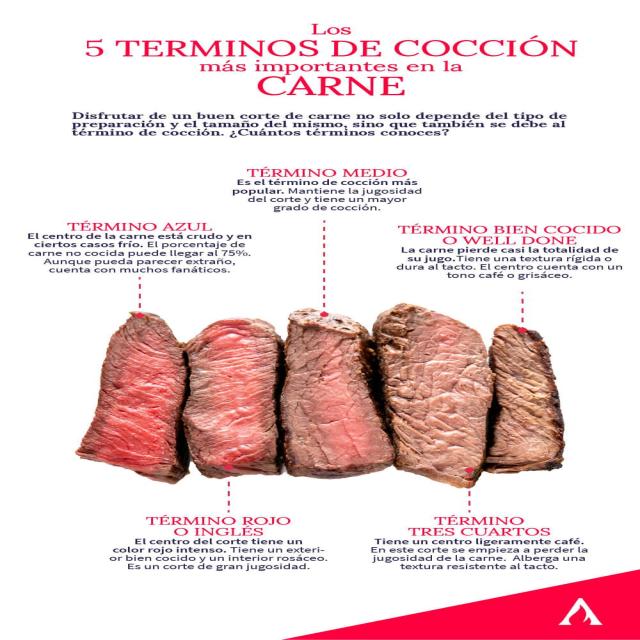 Los
5 TERMINOS DE COCCIÓN
más importantes en la
CARNE
Disfrutar de un buen corte de carne no solo depende del tipo de
preparación y el tamaño del mismo, sino que también se debe al
término de cocción. ¿Cuántos términos conoces?
TÉRMINO MEDIO
Es el término de cocción más
popular. Mantiene la jugosidad
del corte y tiene un mayor
grado de cocción.
TÉRMINO AZUL
El centro de la carne está crudo y en
ciertos casos frío. El porcentaje de
carne no cocida puede llegar al 75%.
Aunque pueda parecer extraño,
cuenta con muchos fanáticos.
TÉRMINO BIEN COCIDO
O WELL DONE
La carne pierde casi la totalidad de
su jugo.Tiene una textura rígida o
dura al tacto. El centro cuenta con un
tono café o grisáceo.
TÉRMINO ROJO
O INGLÉS
El centro del corte tiene un
color rojo intenso. Tiene un exteri-
or bien cocido y un interior rosáceo.
Es un corte de gran jugosidad.
TÉRMINO
TRES CUARTOS
Tiene un centro ligeramente café.
En este corte se empieza a perder la
jugosidad de la carne. Alberga una
textura resistente al tacto.